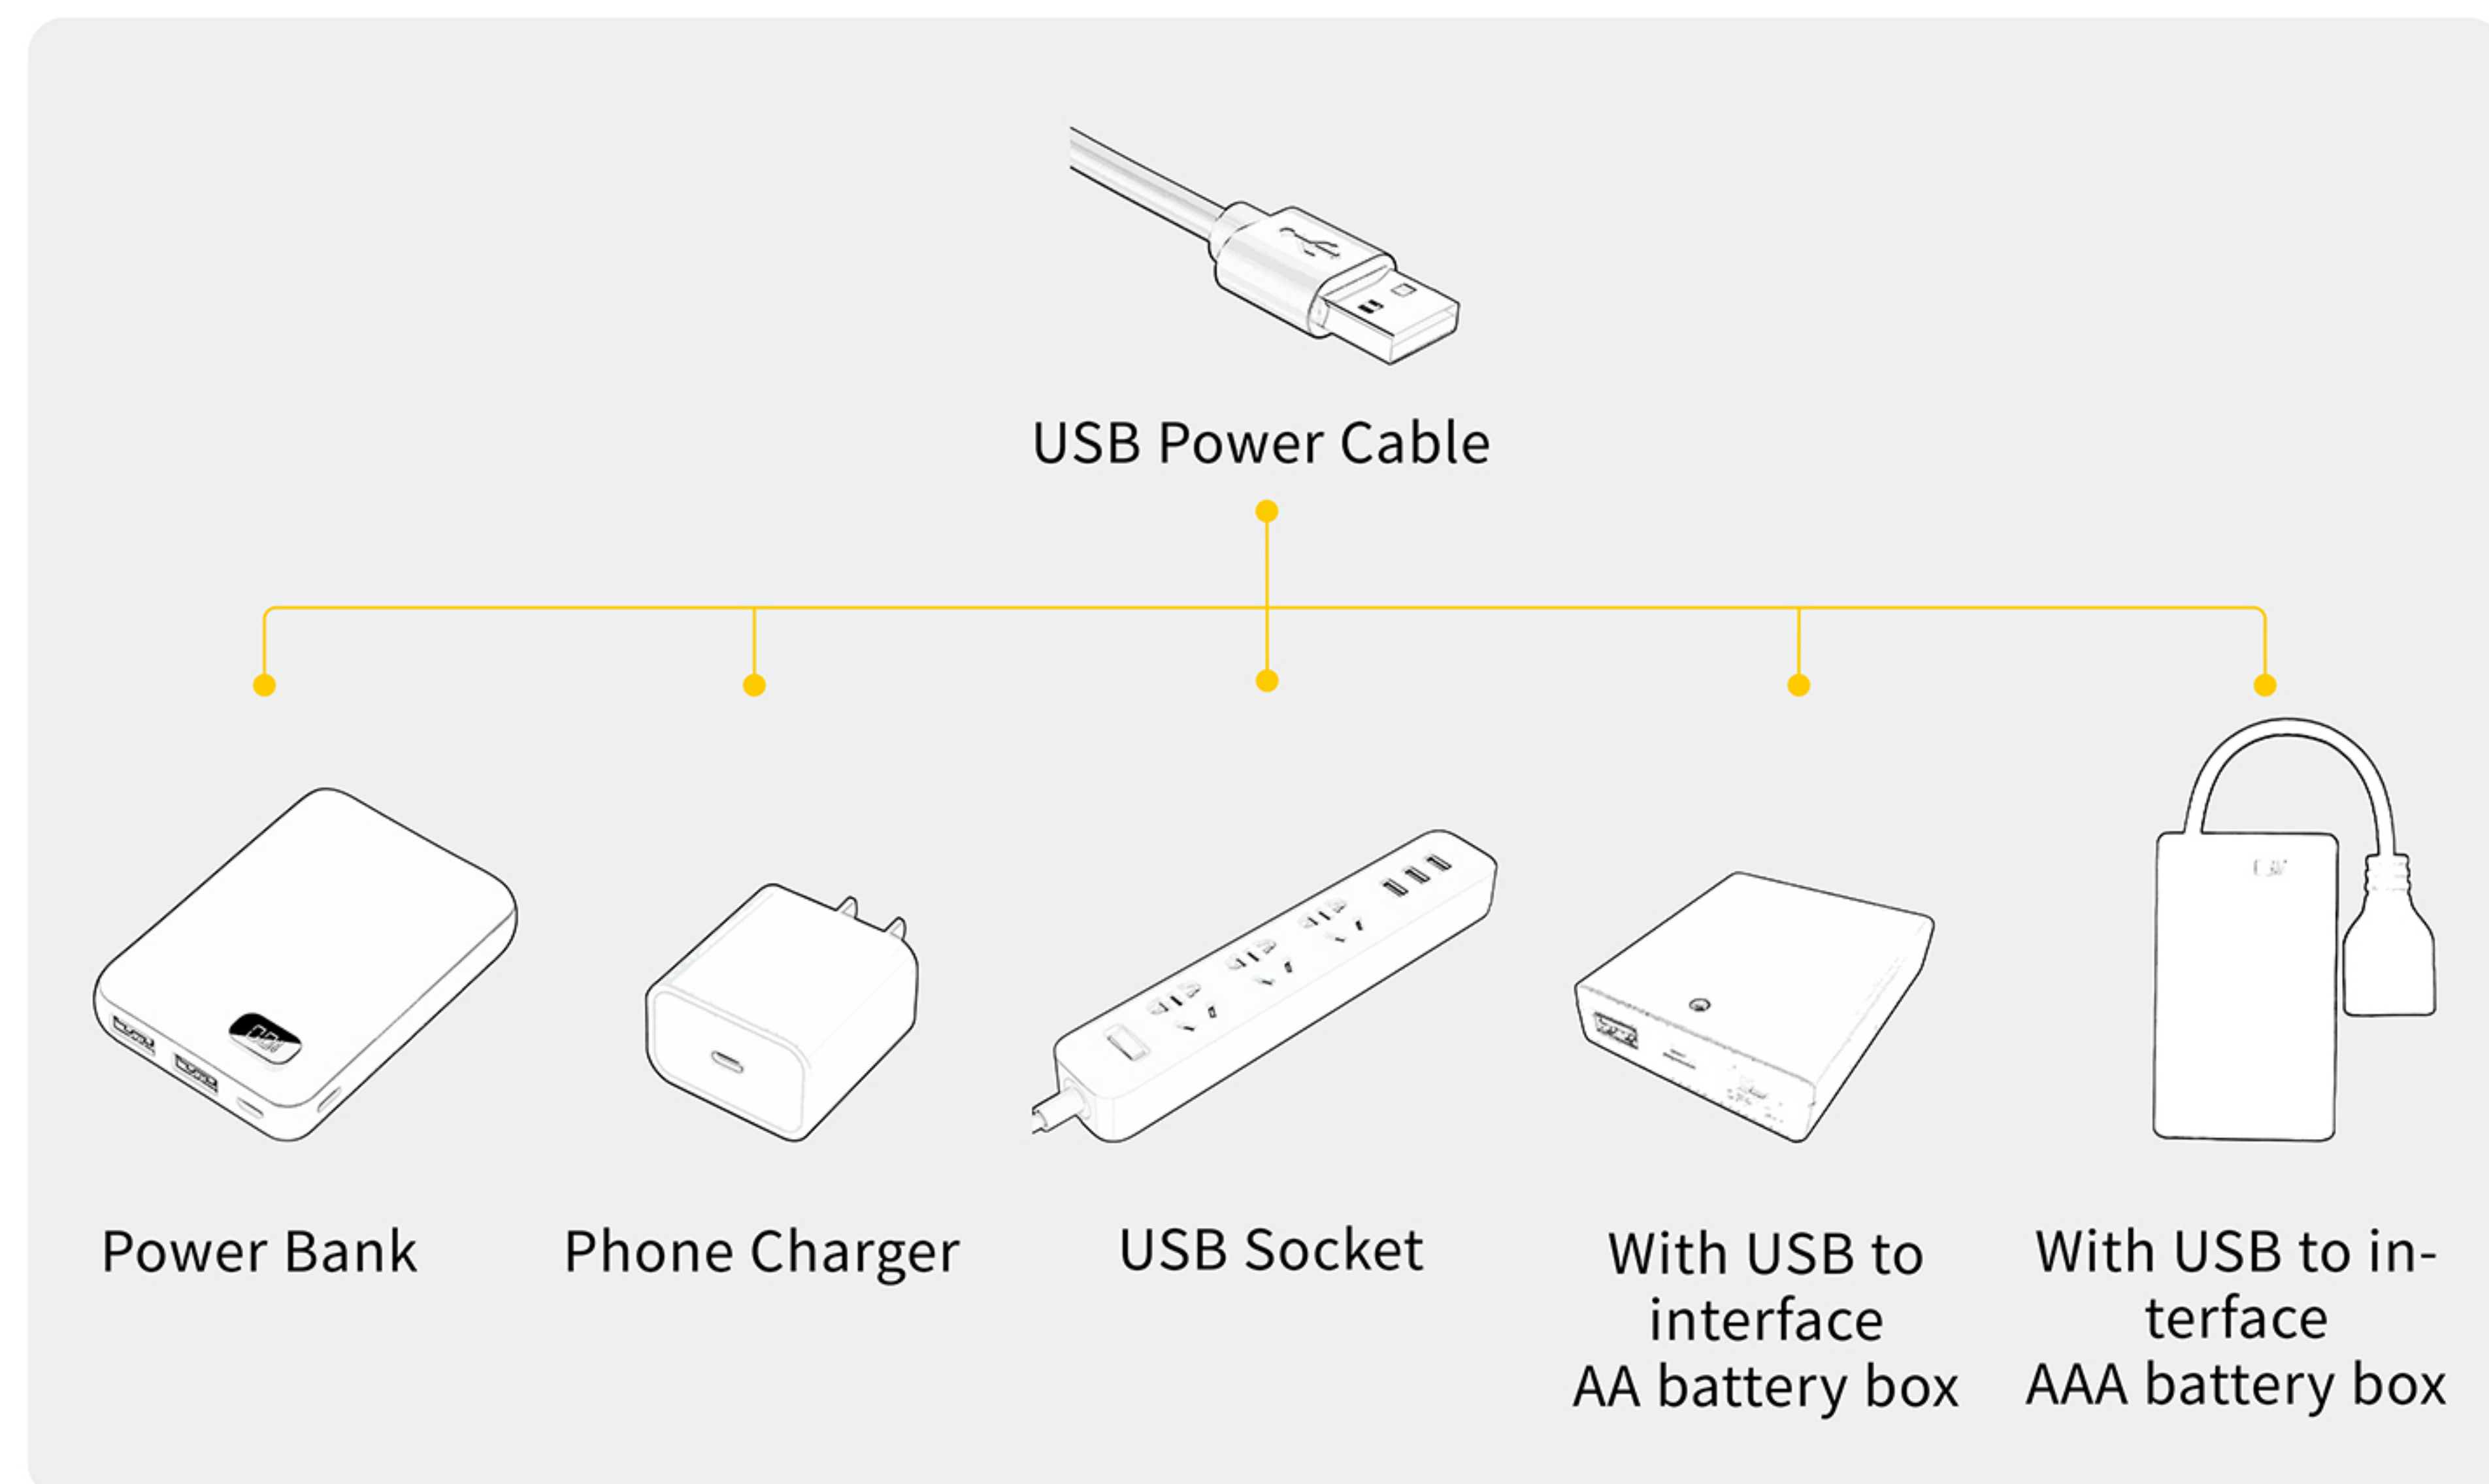 USB Power Cable
Power Bank
Phone Charger
USB Socket
With USB to
interface
AA battery box
With USB to in-
terface
AAA battery box